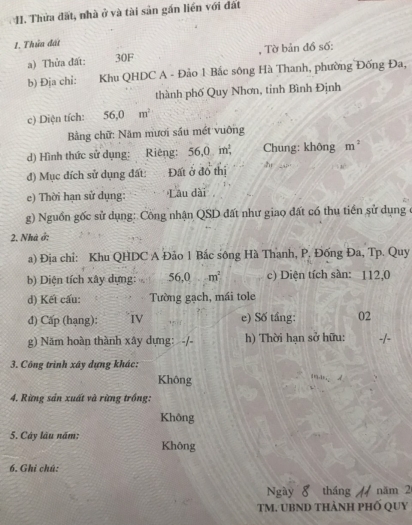 II. Thửa đất, nhà ở và tài sản gắn liền với đất
1. Thửa đất
a) Thửa đất: 30F , Tờ bản đồ số:
b) Địa chỉ: Khu QHDC A - Đảo 1 Bắc sông Hà Thanh, phường Đống Đa,
thành phố Quy Nhơn, tỉnh Bình Định
c) Diện tích: 56,0 m²
Bằng chữ: Năm mươi sáu mét vuông
d) Hình thức sử dụng: Riêng: 56,0 m², Chung: không m²
đ) Mục đích sử dụng đất: Đất ở đô thị
e) Thời hạn sử dụng: Lâu dài
g) Nguồn gốc sử dụng: Công nhận QSD đất như giao đất có thu tiền sử dụng
2. Nhà ở:
a) Địa chỉ: Khu QHDC A Đảo 1 Bắc sông Hà Thanh, P. Đống Đa, Tp. Quy
b) Diện tích xây dựng: 56,0 m² c) Diện tích sàn: 112,0
d) Kết cấu: Tường gạch, mái tole
đ) Cấp (hạng): IV e) Số tầng: 02
g) Năm hoàn thành xây dựng: -/- h) Thời hạn sở hữu: -/-
3. Công trình xây dựng khác:
Không
4. Rừng sản xuất và rừng trồng:
Không
5. Cây lâu năm:
Không
6. Ghi chú:
Ngày 8 tháng 11 năm 2
TM. UBND THÀNH PHỐ QUY